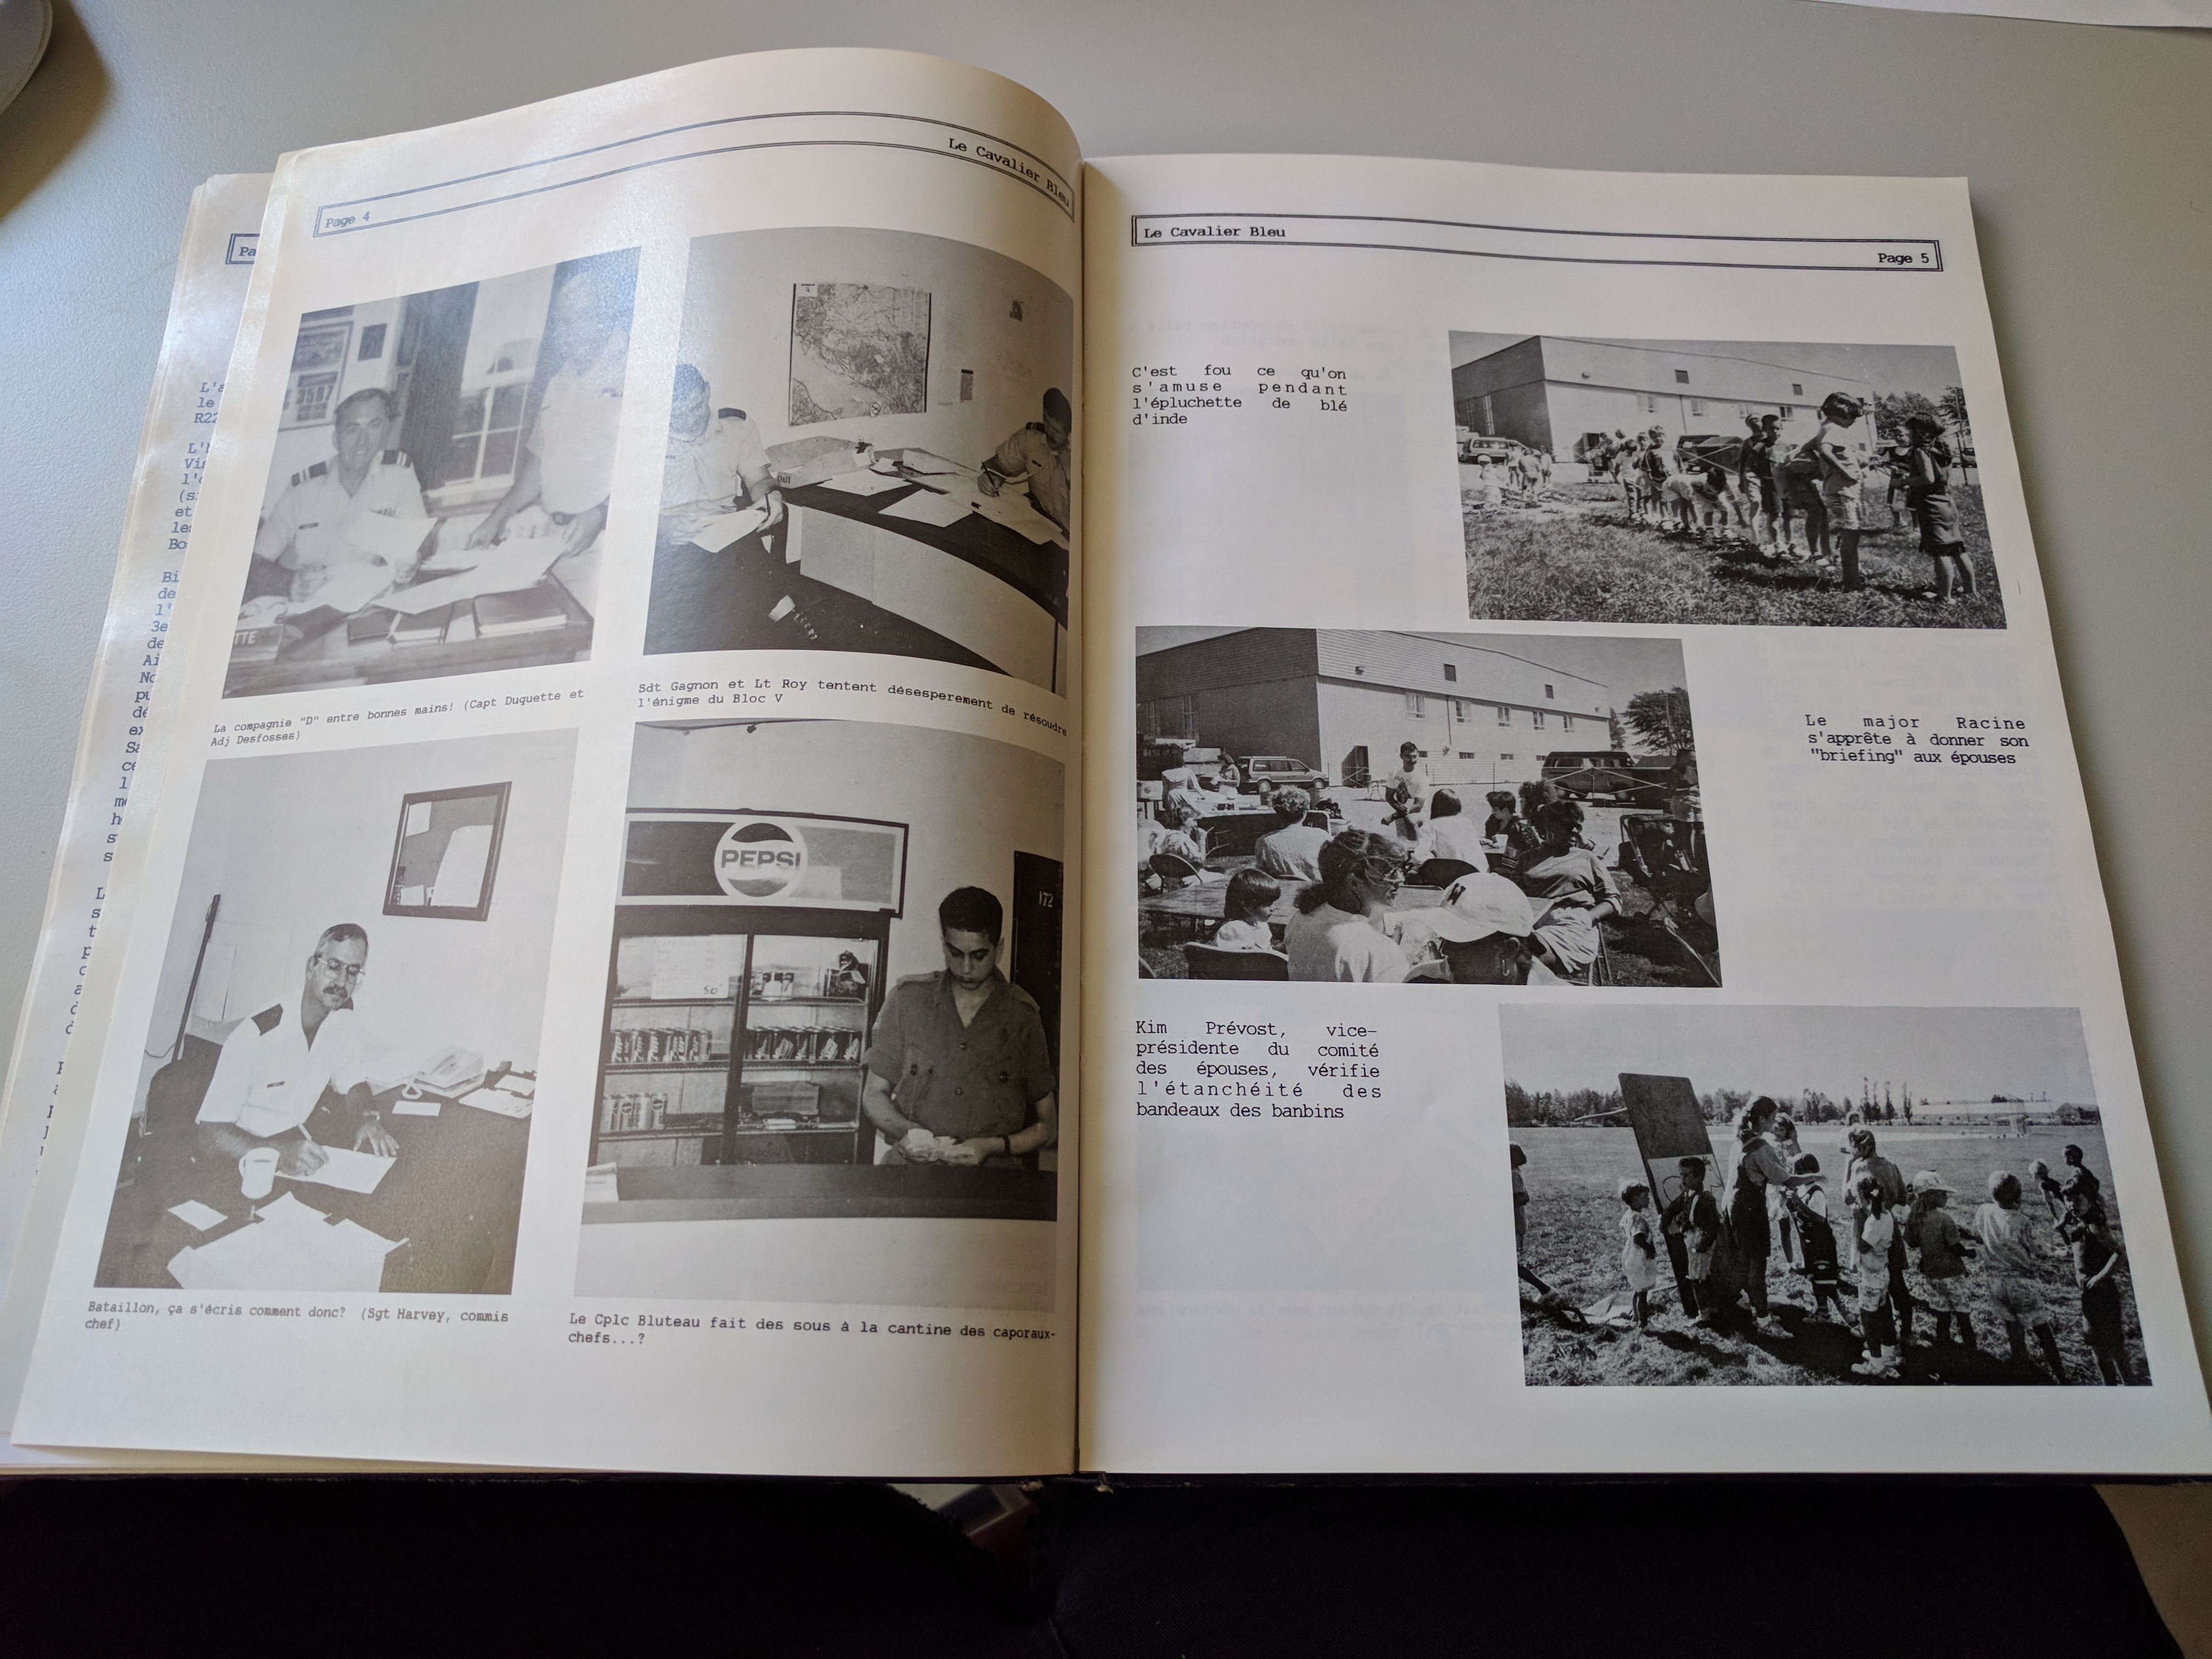 Page 4
Le Cavalier Bleu
3587
OUT
TTE
La compagnie "D" entre bonnes mains! (Capt Duguette et
Adj Desfosses)
Sdt Gagnon et Lt Roy tentent désesperement de résoudre
l'énigme du Bloc V
PEPSI
172
50
Bataillon, ça s'écris comment donc? (Sgt Harvey, commis
chef)
Le Cplc Bluteau fait des sous à la cantine des caporaux-
chefs...?
Le Cavalier Bleu
Page 5
C'est fou ce qu'on
s'amuse pendant
l'épluchette de blé
d'inde
Le major Racine
s'apprête à donner son
"briefing" aux épouses
Kim Prévost, vice-
présidente du comité
des épouses, vérifie
l'étanchéité des
bandeaux des banbins